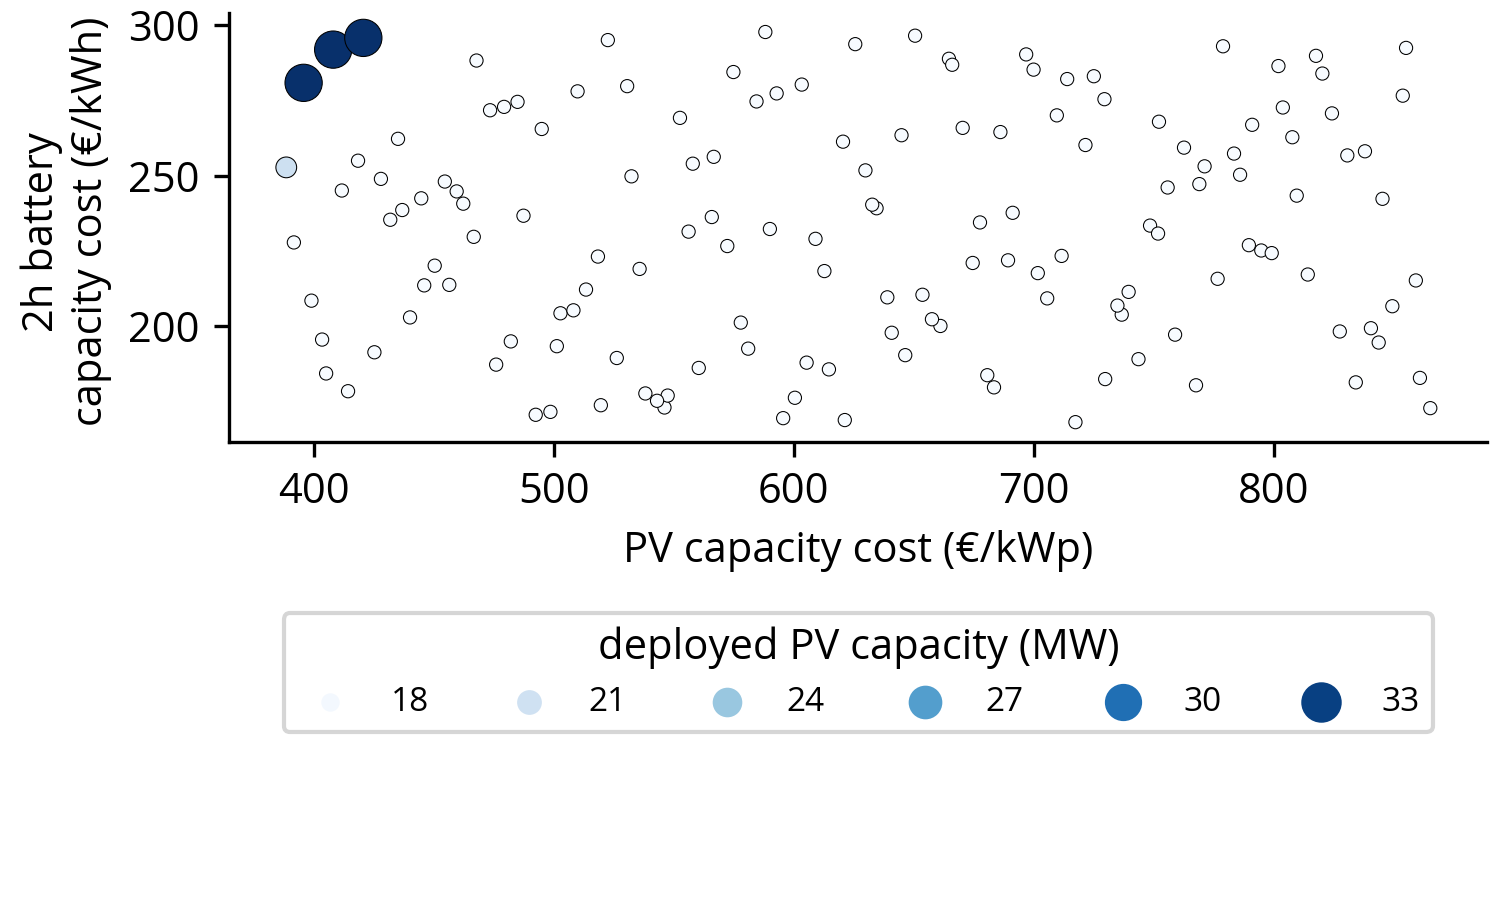 2h battery
capacity cost (€/kWh)
300
250
200
400 500 600 700 800
PV capacity cost (€/kWp)
deployed PV capacity (MW)
18 21 24 27 30 33